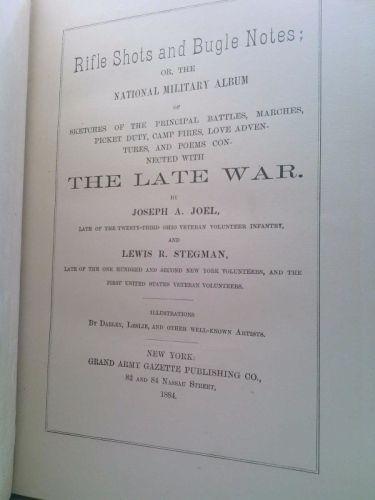 Rifle Shots and Bugle Notes;
OR, THE
NATIONAL MILITARY ALBUM
OF
SKETCHES OF THE PRINCIPAL BATTLES, MARCHES,
PICKET DUTY, CAMP FIRES, LOVE ADVEN-
TURES, AND POEMS CON-
NECTED WITH
THE LATE WAR.
BY
JOSEPH A. JOEL,
LATE OF THE TWENTY-THIRD OHIO VETERAN VOLUNTEER INFANTRY,
AND
LEWIS R. STEGMAN,
LATE OF THE ONE HUNDRED AND SECOND NEW YORK VOLUNTEERS, AND THE
FIRST UNITED STATES VETERAN VOLUNTEERS.
ILLUSTRATIONS
BY DARLEY, LESLIE, AND OTHER WELL-KNOWN ARTISTS.
NEW YORK:
GRAND ARMY GAZETTE PUBLISHING CO.,
82 AND 84 NASSAU STREET,
1884.